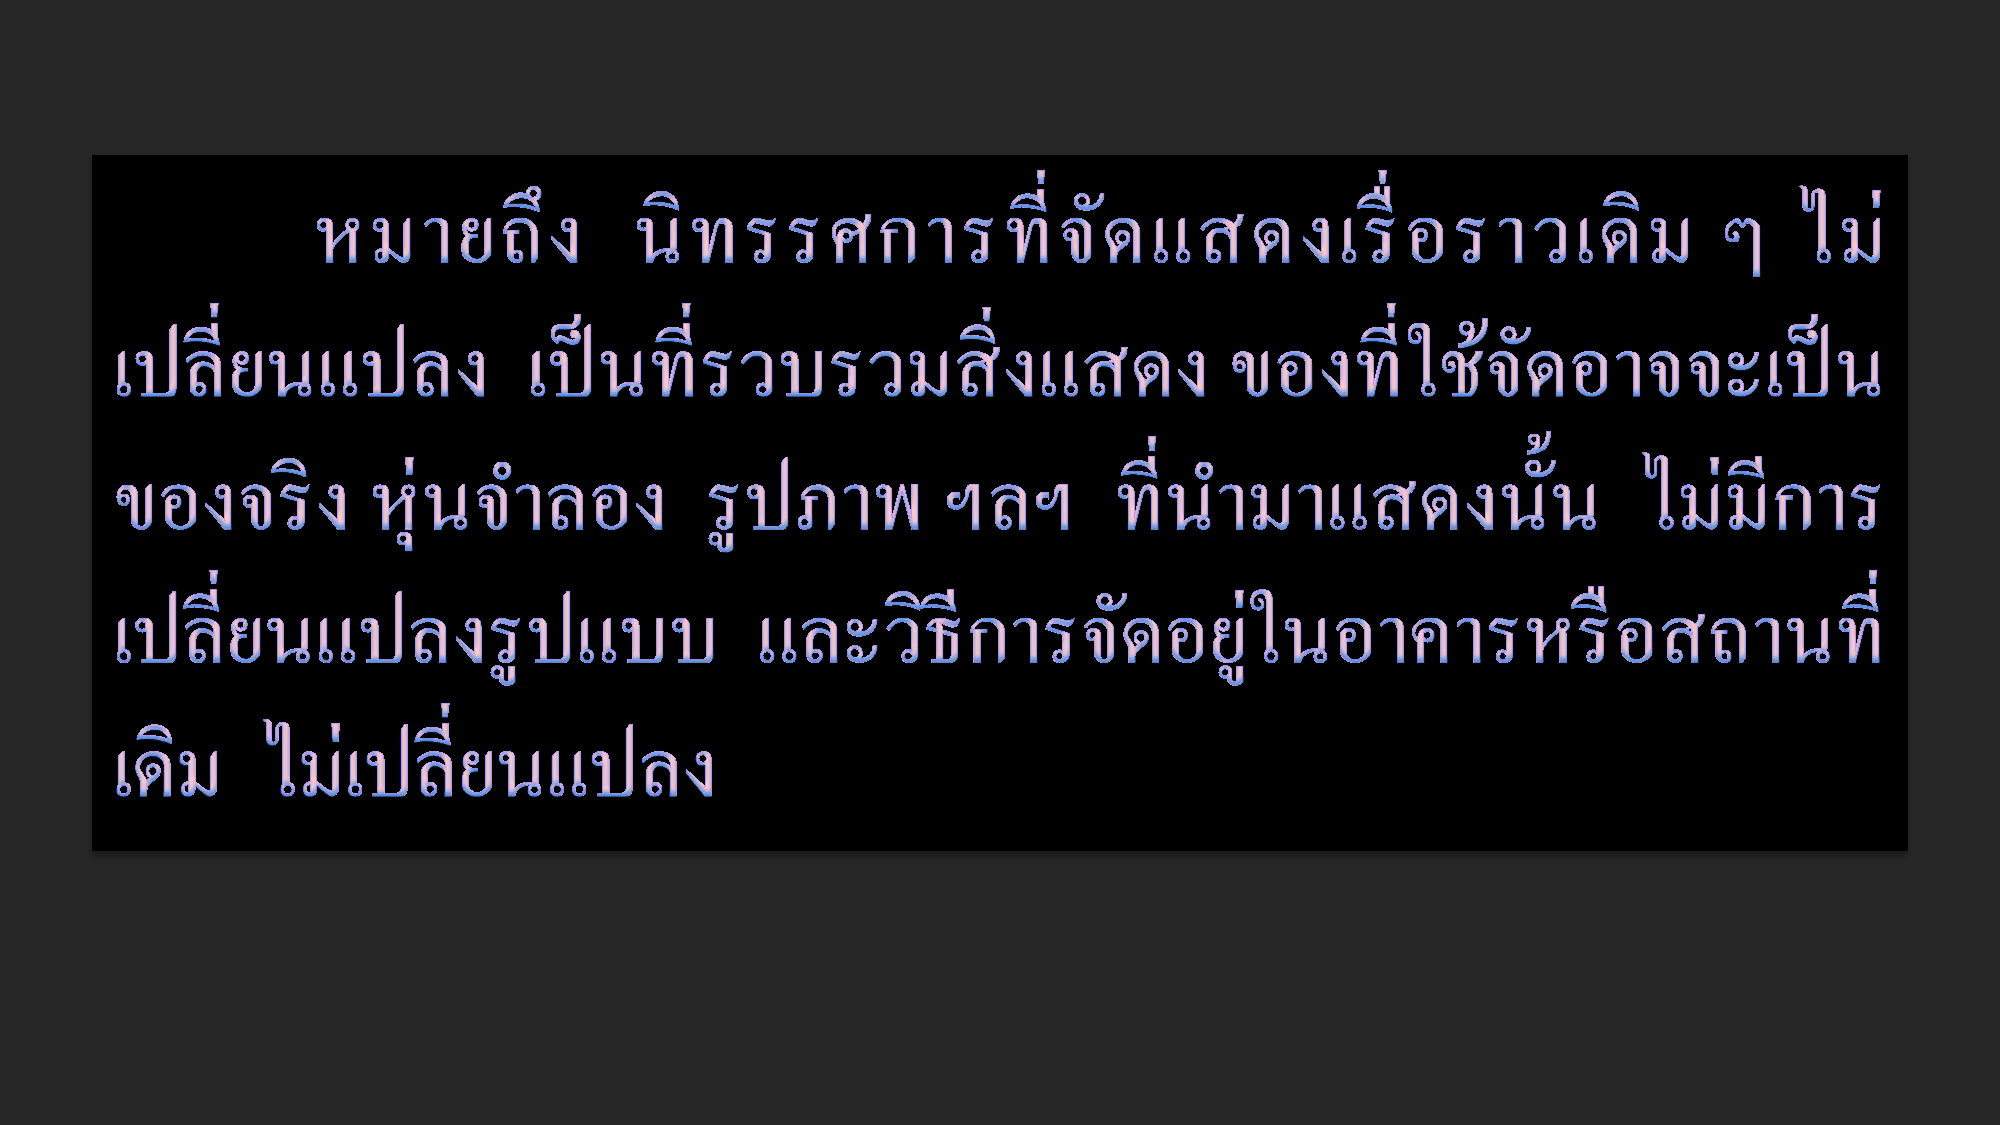 หมายถึง นิทรรศการที่จัดแสดงเรื่อราวเดิม ๆ ไม่
เปลี่ยนแปลง เป็นที่รวบรวมสิ่งแสดง ของที่ใช้จัดอาจจะเป็น
ของจริง หุ่นจำลอง รูปภาพ ฯลฯ ที่นำมาแสดงนั้น ไม่มีการ
เปลี่ยนแปลงรูปแบบ และวิธีการจัดอยู่ในอาคารหรือสถานที่
เดิม ไม่เปลี่ยนแปลง